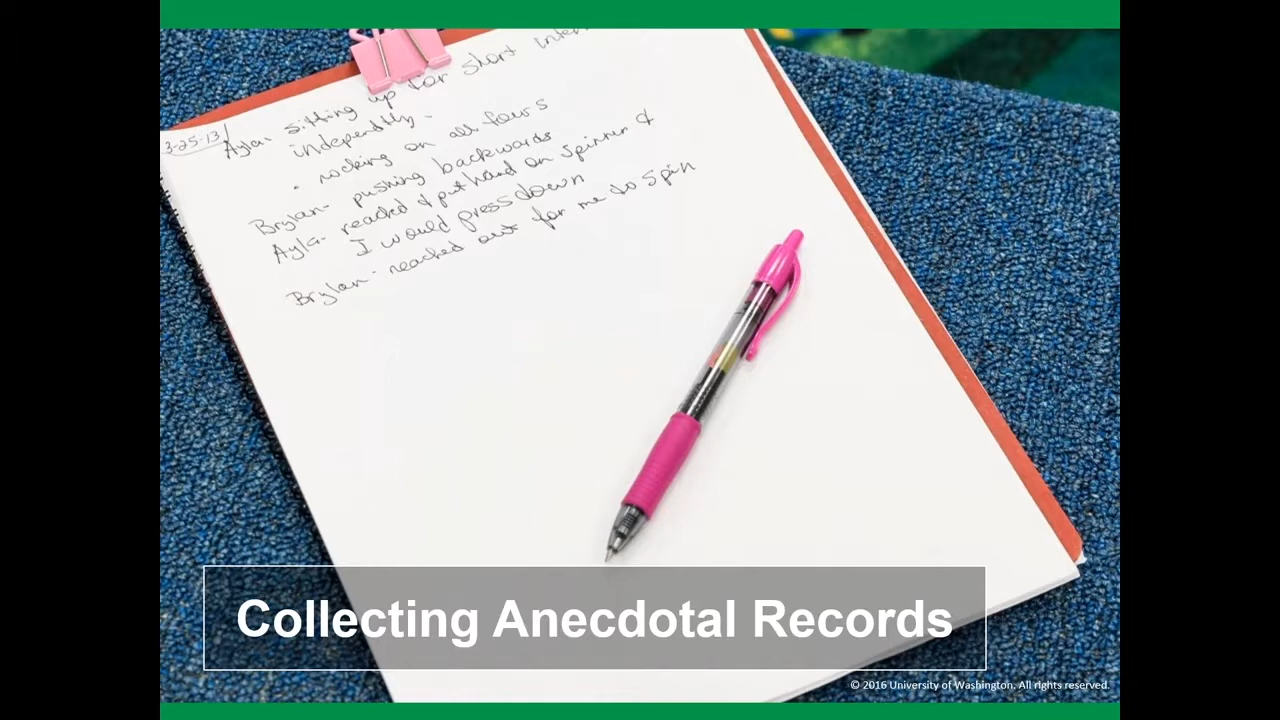 3-25-13/
Ayla- sitting up for short inter
independtly.
• rocking on all fours
Brylan- pushing backwards
Ayla- reached & put hand on spinner &
I would press down
Brylan- reached out for me to spin
Collecting Anecdotal Records
© 2016 University of Washington. All rights reserved.